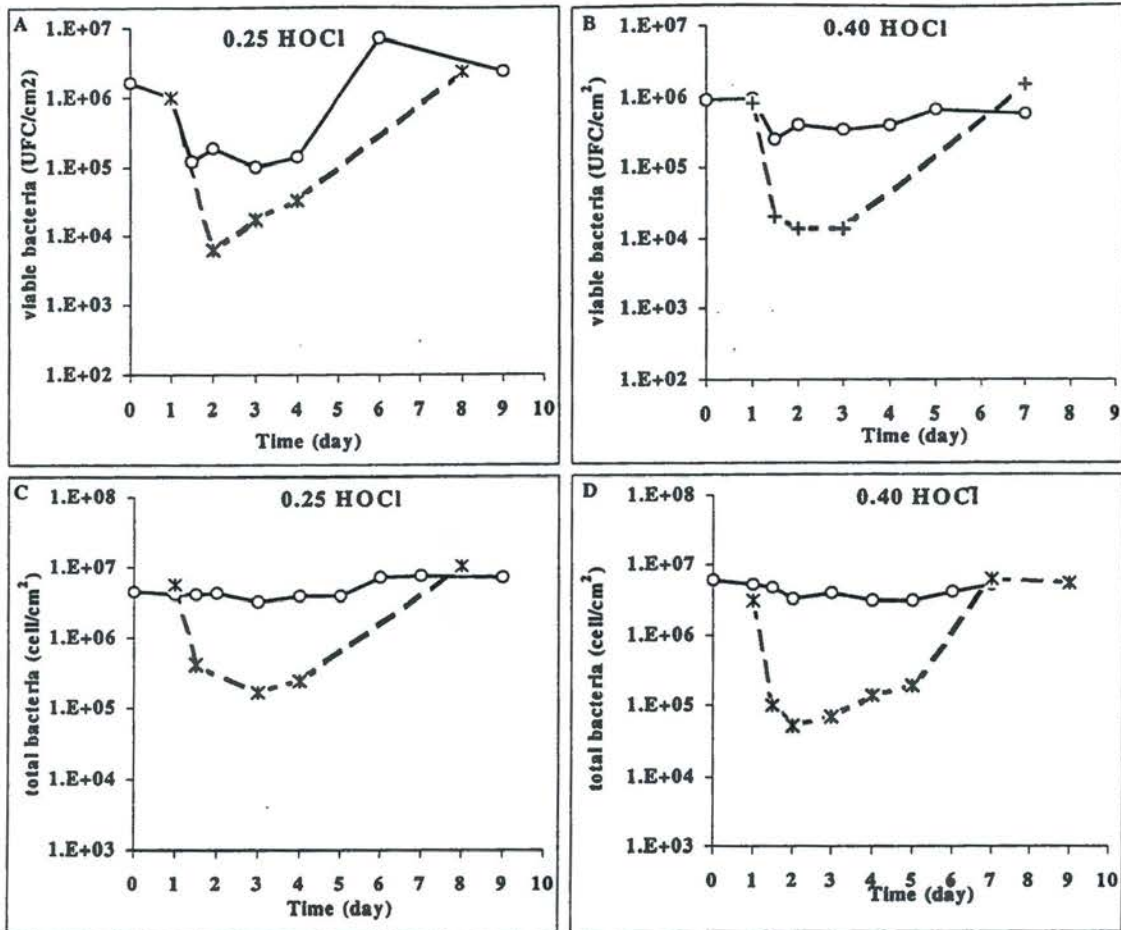 A
0.25 HOCl
1.E+07
1.E+06
1.E+05
1.E+04
1.E+03
1.E+02
viable bacteria (UFC/cm2)
0 1 2 3 4 5 6 7 8 9 10
Time (day)
B
0.40 HOCl
1.E+07
1.E+06
1.E+05
1.E+04
1.E+03
1.E+02
viable bacteria (UFC/cm²)
0 1 2 3 4 5 6 7 8 9
Time (day)
C
0.25 HOCl
1.E+08
1.E+07
1.E+06
1.E+05
1.E+04
1.E+03
total bacteria (cell/cm²)
0 1 2 3 4 5 6 7 8 9 10
Time (day)
D
0.40 HOCl
1.E+08
1.E+07
1.E+06
1.E+05
1.E+04
1.E+03
total bacteria (cell/cm²)
0 1 2 3 4 5 6 7 8 9 10
Time (day)